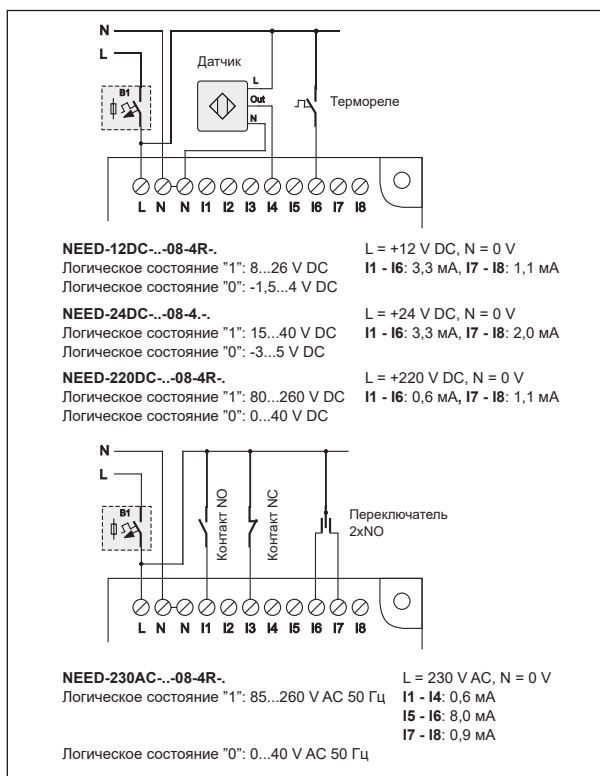 N
L
Датчик
B1
L
Out
N
Термореле
L N N I1 I2 I3 I4 I5 I6 I7 I8
NEED-12DC-..-08-4R-. L = +12 V DC, N = 0 V
Логическое состояние "1": 8...26 V DC I1 - I6: 3,3 мА, I7 - I8: 1,1 мА
Логическое состояние "0": -1,5...4 V DC
NEED-24DC-..-08-4.-. L = +24 V DC, N = 0 V
Логическое состояние "1": 15...40 V DC I1 - I6: 3,3 мА, I7 - I8: 2,0 мА
Логическое состояние "0": -3...5 V DC
NEED-220DC-..-08-4R-. L = +220 V DC, N = 0 V
Логическое состояние "1": 80...260 V DC I1 - I6: 0,6 мА, I7 - I8: 1,1 мА
Логическое состояние "0": 0...40 V DC
N
L
B1
Контакт NO
Контакт NC
Переключатель
2xNO
L N N I1 I2 I3 I4 I5 I6 I7 I8
NEED-230AC-..-08-4R-. L = 230 V AC, N = 0 V
Логическое состояние "1": 85...260 V AC 50 Гц I1 - I4: 0,6 мА
I5 - I6: 8,0 мА
I7 - I8: 0,9 мА
Логическое состояние "0": 0...40 V AC 50 Гц